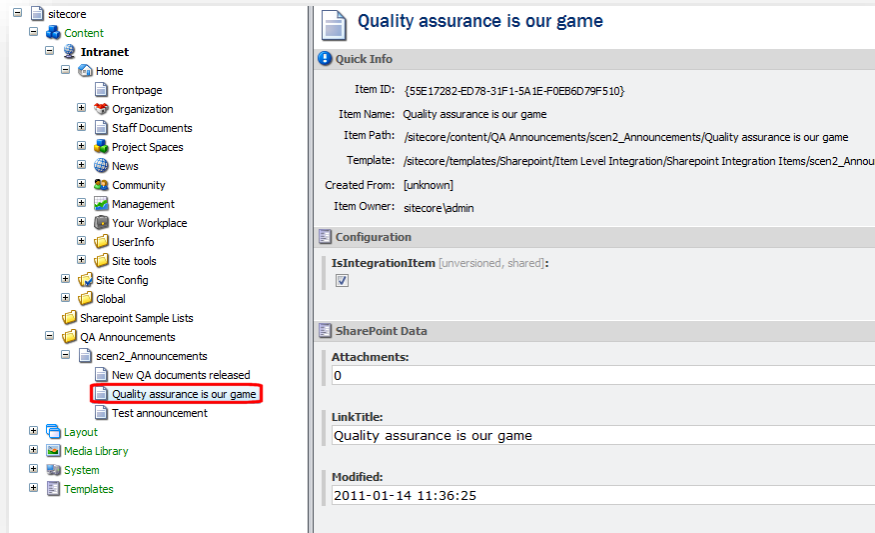 sitecore
Content
Intranet
Home
Frontpage
Organization
Staff Documents
Project Spaces
News
Community
Management
Your Workplace
UserInfo
Site tools
Site Config
Global
Sharepoint Sample Lists
QA Announcements
scen2_Announcements
New QA documents released
Quality assurance is our game
Test announcement
Layout
Media Library
System
Templates
Quality assurance is our game
Quick Info
Item ID: {55E17282-ED78-31F1-5A1E-F0EB6D79F510}
Item Name: Quality assurance is our game
Item Path: /sitecore/content/QA Announcements/scen2_Announcements/Quality assurance is our game
Template: /sitecore/templates/Sharepoint/Item Level Integration/Sharepoint Integration Items/scen2_Annou
Created From: [unknown]
Item Owner: sitecore\admin
Configuration
IsIntegrationItem [unversioned, shared]:
SharePoint Data
Attachments:
0
LinkTitle:
Quality assurance is our game
Modified:
2011-01-14 11:36:25